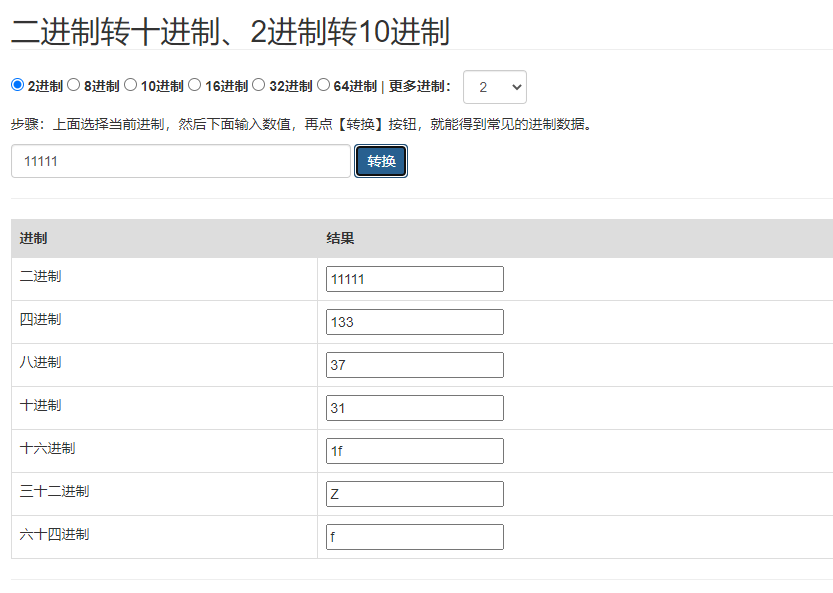 二进制转十进制、2进制转10进制
2进制 8进制 10进制 16进制 32进制 64进制 | 更多进制： 2
步骤：上面选择当前进制，然后下面输入数值，再点【转换】按钮，就能得到常见的进制数据。
11111 转换
进制 结果
二进制 11111
四进制 133
八进制 37
十进制 31
十六进制 1f
三十二进制 Z
六十四进制 f